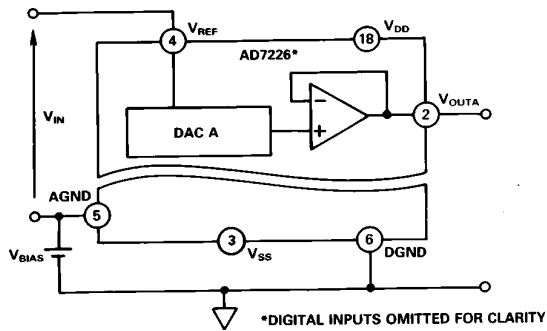 4
V_REF
18
V_DD
AD7226*
V_IN
DAC A
−
+
2
V_OUTA
AGND
5
3
V_SS
6
DGND
V_BIAS
*DIGITAL INPUTS OMITTED FOR CLARITY